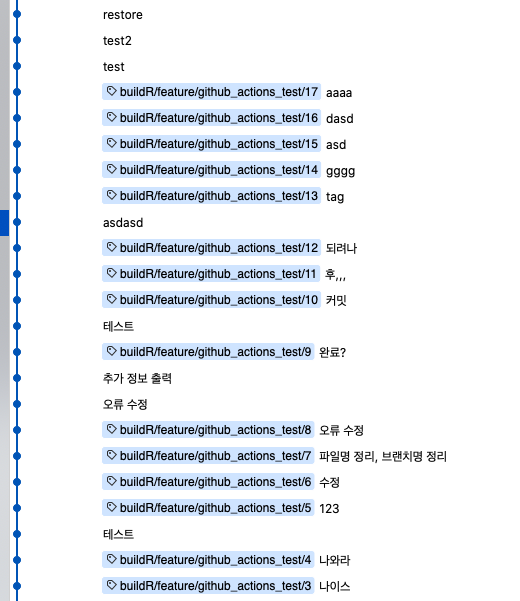 restore
test2
test
buildR/feature/github_actions_test/17 aaaa
buildR/feature/github_actions_test/16 dasd
buildR/feature/github_actions_test/15 asd
buildR/feature/github_actions_test/14 gggg
buildR/feature/github_actions_test/13 tag
asdasd
buildR/feature/github_actions_test/12 되려나
buildR/feature/github_actions_test/11 후,,,
buildR/feature/github_actions_test/10 커밋
테스트
buildR/feature/github_actions_test/9 완료?
추가 정보 출력
오류 수정
buildR/feature/github_actions_test/8 오류 수정
buildR/feature/github_actions_test/7 파일명 정리, 브랜치명 정리
buildR/feature/github_actions_test/6 수정
buildR/feature/github_actions_test/5 123
테스트
buildR/feature/github_actions_test/4 나와라
buildR/feature/github_actions_test/3 나이스